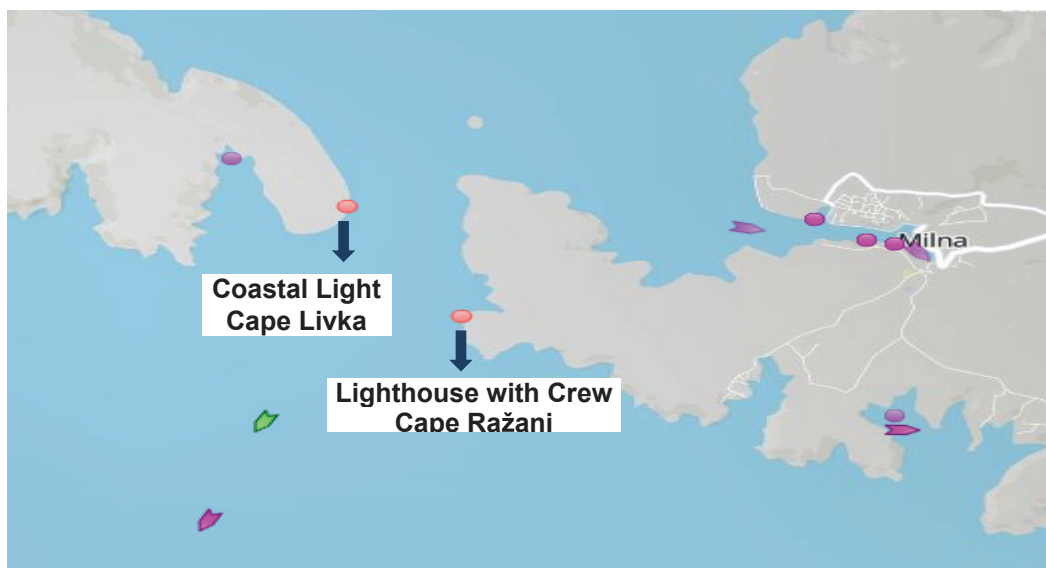 Milna
Coastal Light
Cape Livka
Lighthouse with Crew
Cape Ražani